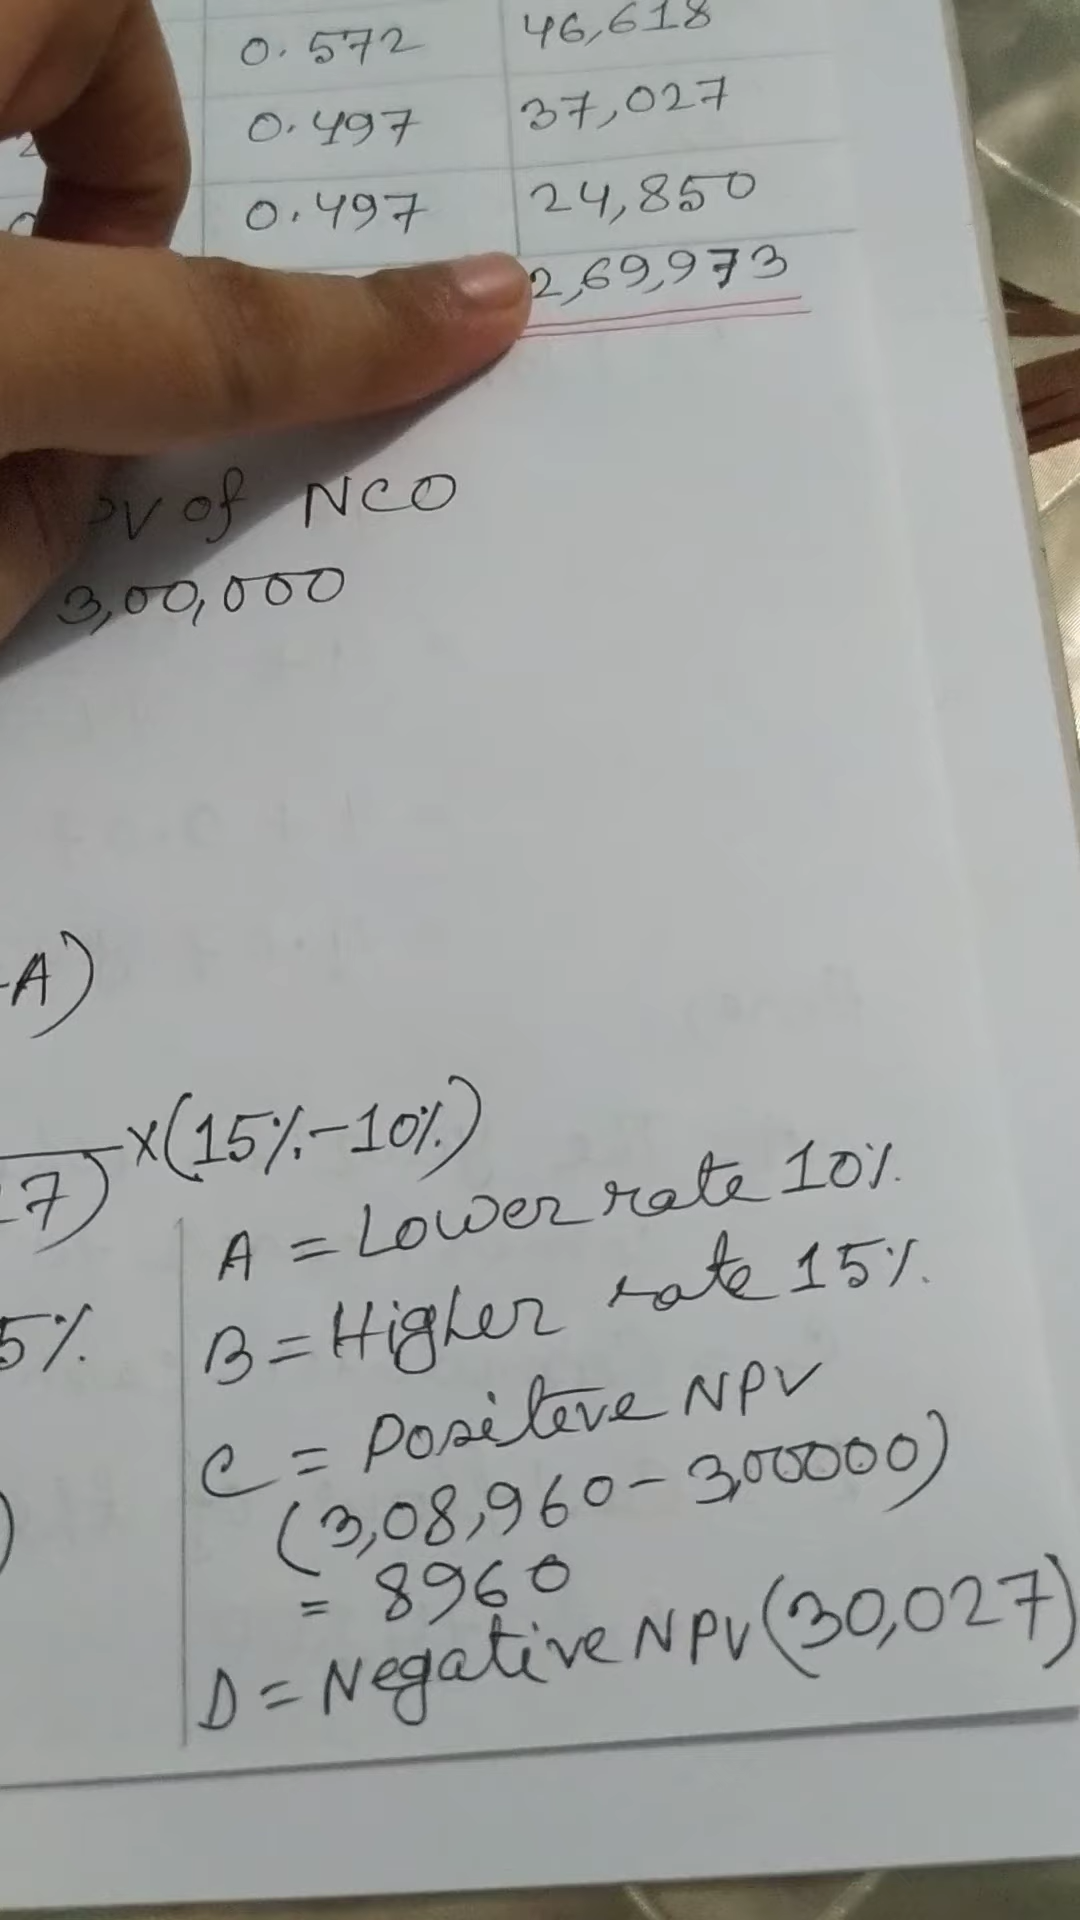 0.572 46,618
0.497 37,027
0.497 24,850
2,69,973
PV of NCO
3,00,000
-A)
7) x(15%-10%)
A = Lower rate 10%.
5%
B = Higher rate 15%.
C = Positeve NPV
(3,08,960-3,00000)
)
= 8960
D = Negative NPV (30,027)